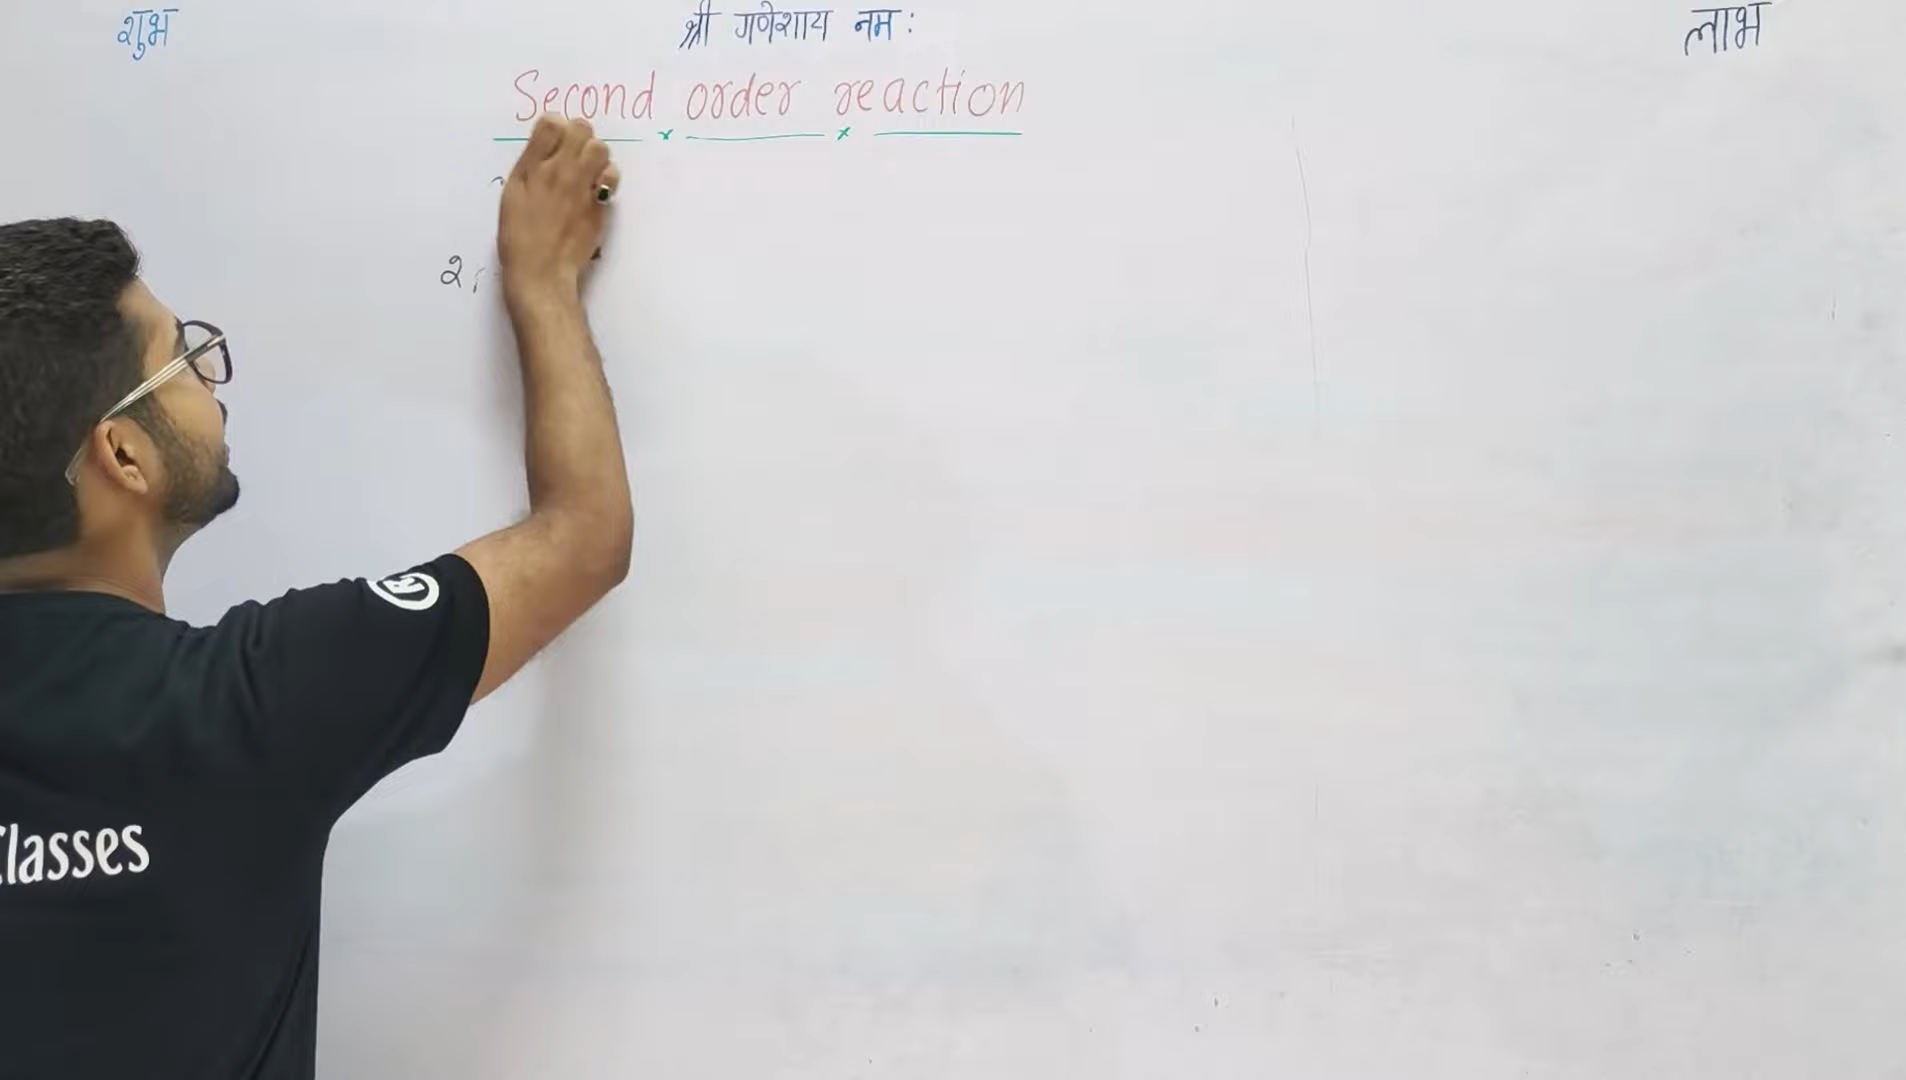 शुभ श्री गणेशाय नम: लाभ
Second order reaction
Classes